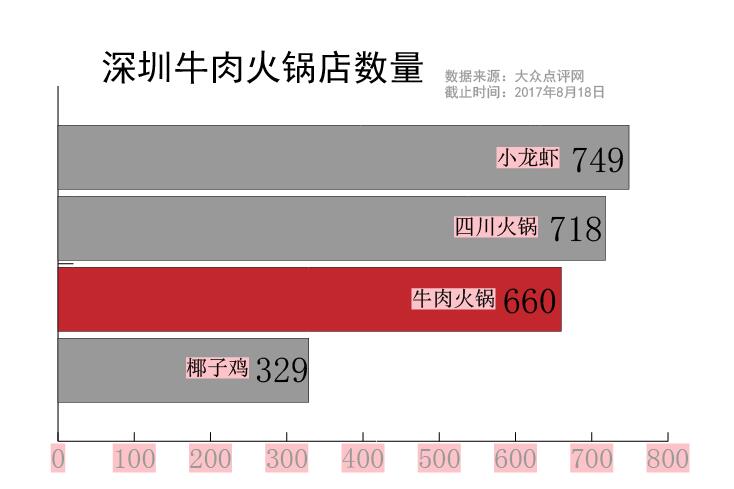 深圳牛肉火锅店数量
数据来源：大众点评网
截止时间：2017年8月18日
小龙虾 749
四川火锅 718
牛肉火锅 660
椰子鸡 329
0 100 200 300 400 500 600 700 800